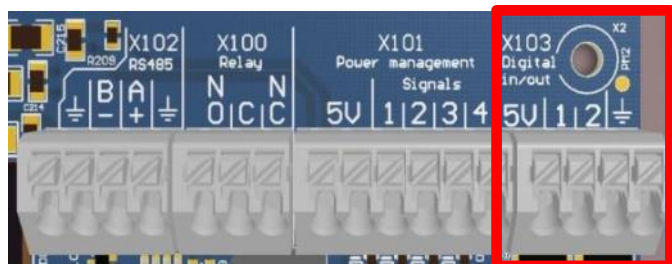 X102
RS485
B A
- +
X100
Relay
N N
O C C
X101
Power management
Signals
5V 1 2 3 4
X103
Digital
in/out
5V 1 2
X2
C215
R209
C214